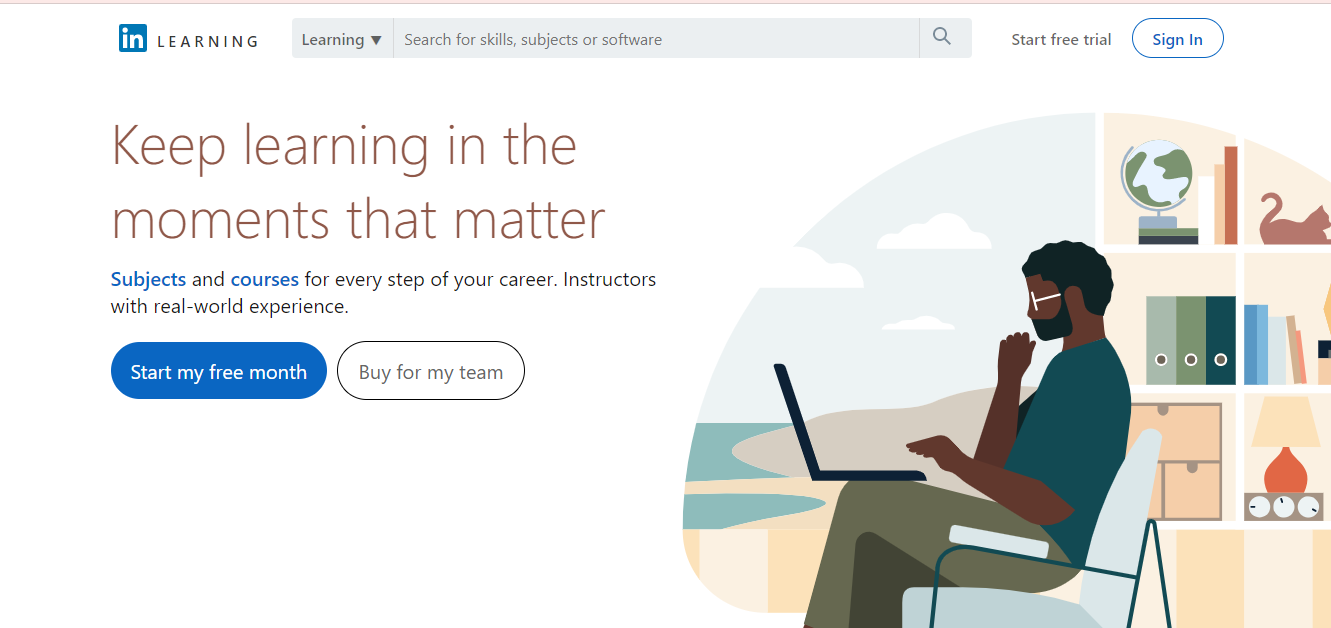 in LEARNING
Learning ▼
Search for skills, subjects or software
Start free trial
Sign In
Keep learning in the
moments that matter
Subjects and courses for every step of your career. Instructors
with real-world experience.
Start my free month
Buy for my team